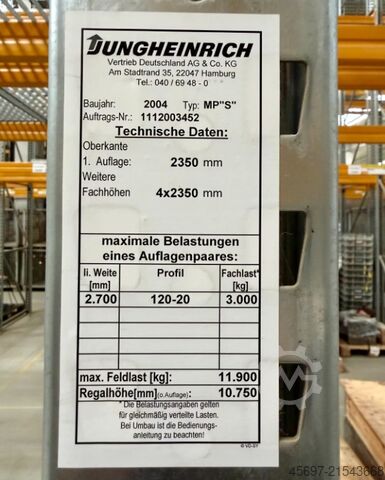 JUNGHEINRICH
Vertrieb Deutschland AG & Co. KG
Am Stadtrand 35, 22047 Hamburg
Tel.: 040 / 69 48 - 0
Baujahr: 2004 Typ: MP"S"
Auftrags-Nr.: 1112003452
Technische Daten:
Oberkante
1. Auflage: 2350 mm
Weitere
Fachhöhen 4x2350 mm
maximale Belastungen
eines Auflagenpaares:
li. Weite Profil Fachlast*
[mm] [kg]
2.700 120-20 3.000
max. Feldlast [kg]: 11.900
Regalhöhe[mm](o.Auflage): 10.750
* Die Belastungsangaben gelten
für gleichmäßig verteilte Lasten.
Bei Umbau ist die Bedienungs-
anleitung zu beachten!
© VD-SY
45697-21543668